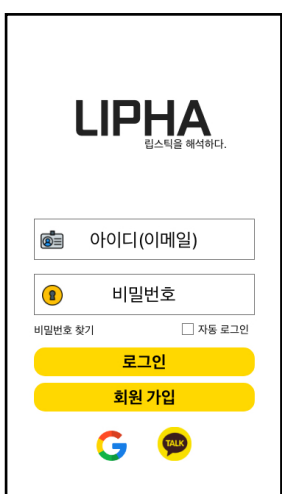 LIPHA
립스틱을 해석하다.
아이디(이메일)
비밀번호
비밀번호 찾기 자동 로그인
로그인
회원 가입
G TALK